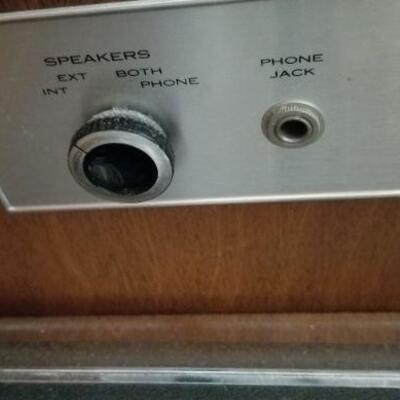 SPEAKERS
EXT BOTH
INT PHONE
PHONE
JACK